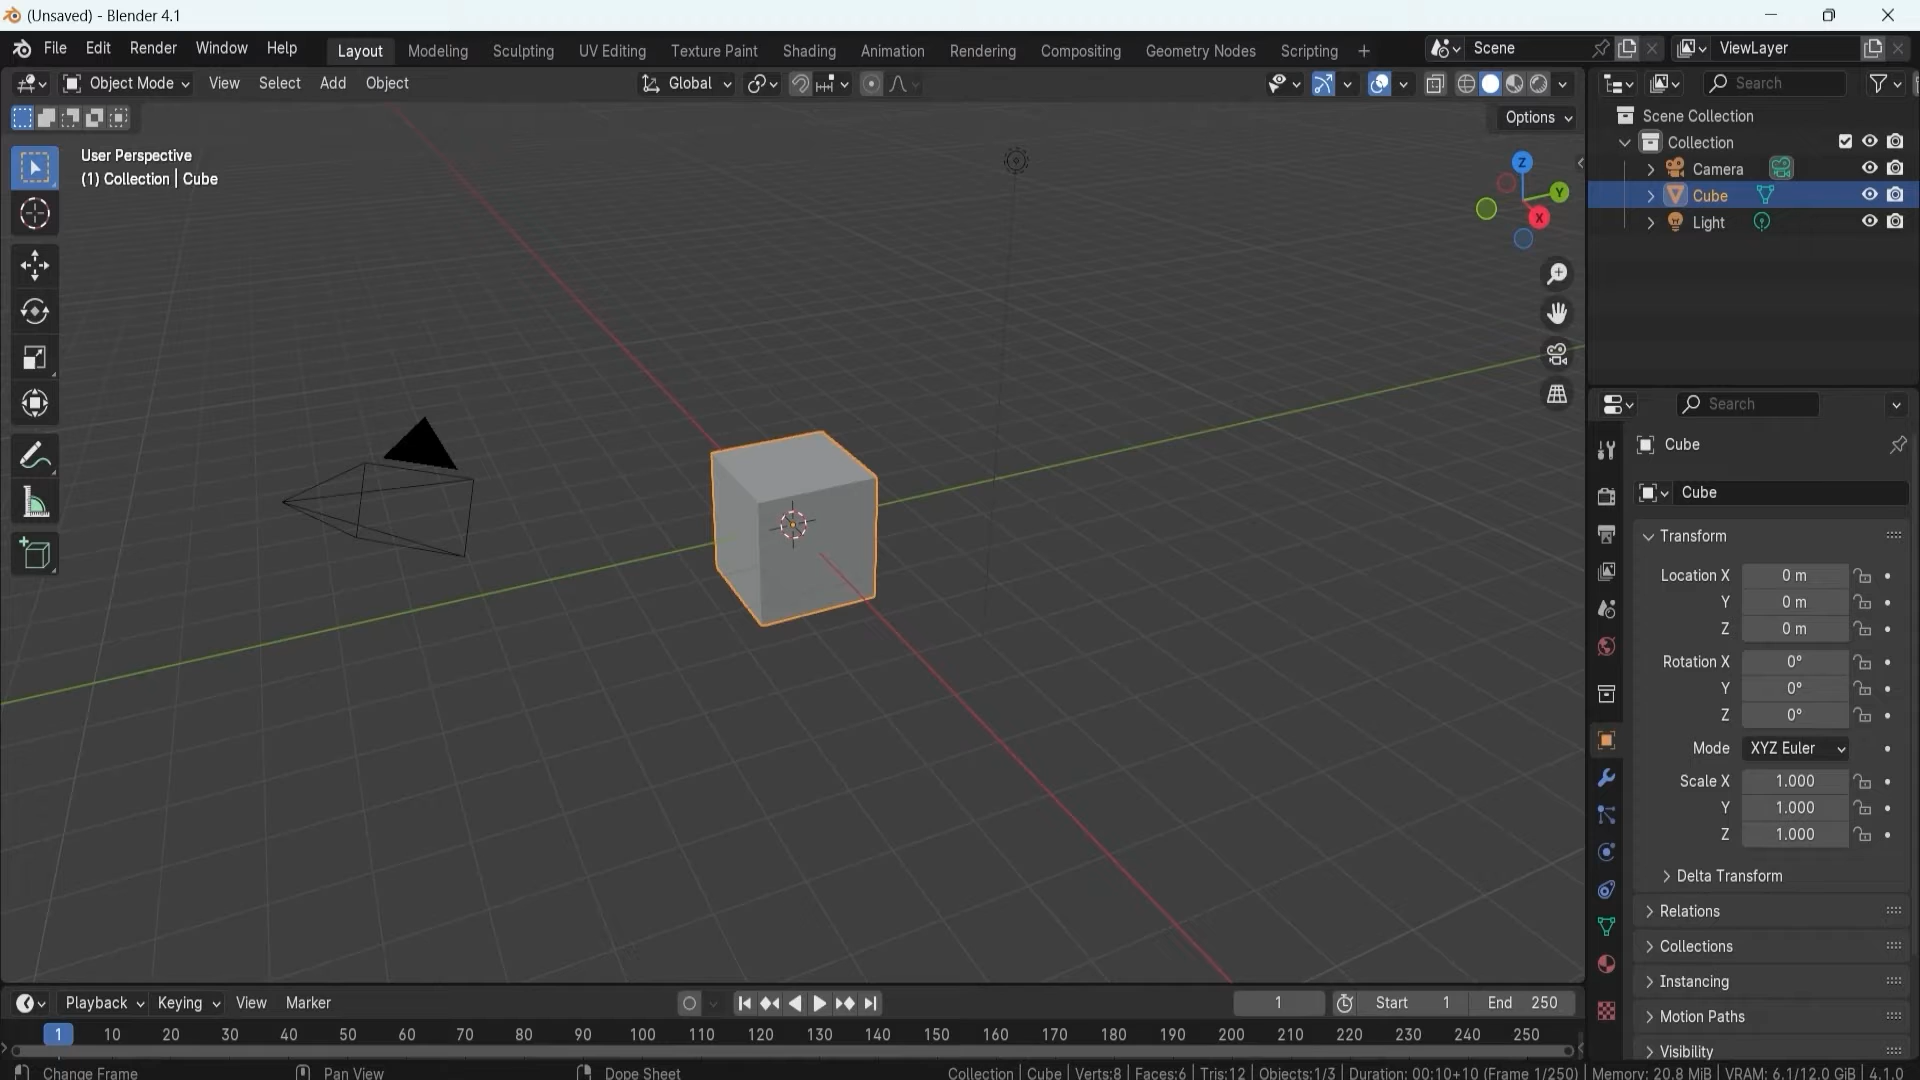 (Unsaved) - Blender 4.1
File Edit Render Window Help Layout Modeling Sculpting UV Editing Texture Paint Shading Animation Rendering Compositing Geometry Nodes Scripting + Scene ViewLayer
Object Mode View Select Add Object Global Search
Options
User Perspective
(1) Collection | Cube
Z
Y
X
Scene Collection
Collection
Camera
Cube
Light
Search
Cube
Cube
Transform
Location X 0 m
Y 0 m
Z 0 m
Rotation X 0°
Y 0°
Z 0°
Mode XYZ Euler
Scale X 1.000
Y 1.000
Z 1.000
Delta Transform
Relations
Collections
Instancing
Motion Paths
Visibility
Playback Keying View Marker 1 Start 1 End 250
1 10 20 30 40 50 60 70 80 90 100 110 120 130 140 150 160 170 180 190 200 210 220 230 240 250
Change Frame Pan View Dope Sheet Collection | Cube | Verts:8 | Faces:6 | Tris:12 | Objects:1/3 | Duration: 00:10+10 (Frame 1/250) | Memory: 20.8 MiB | VRAM: 6.1/12.0 GiB | 4.1.0